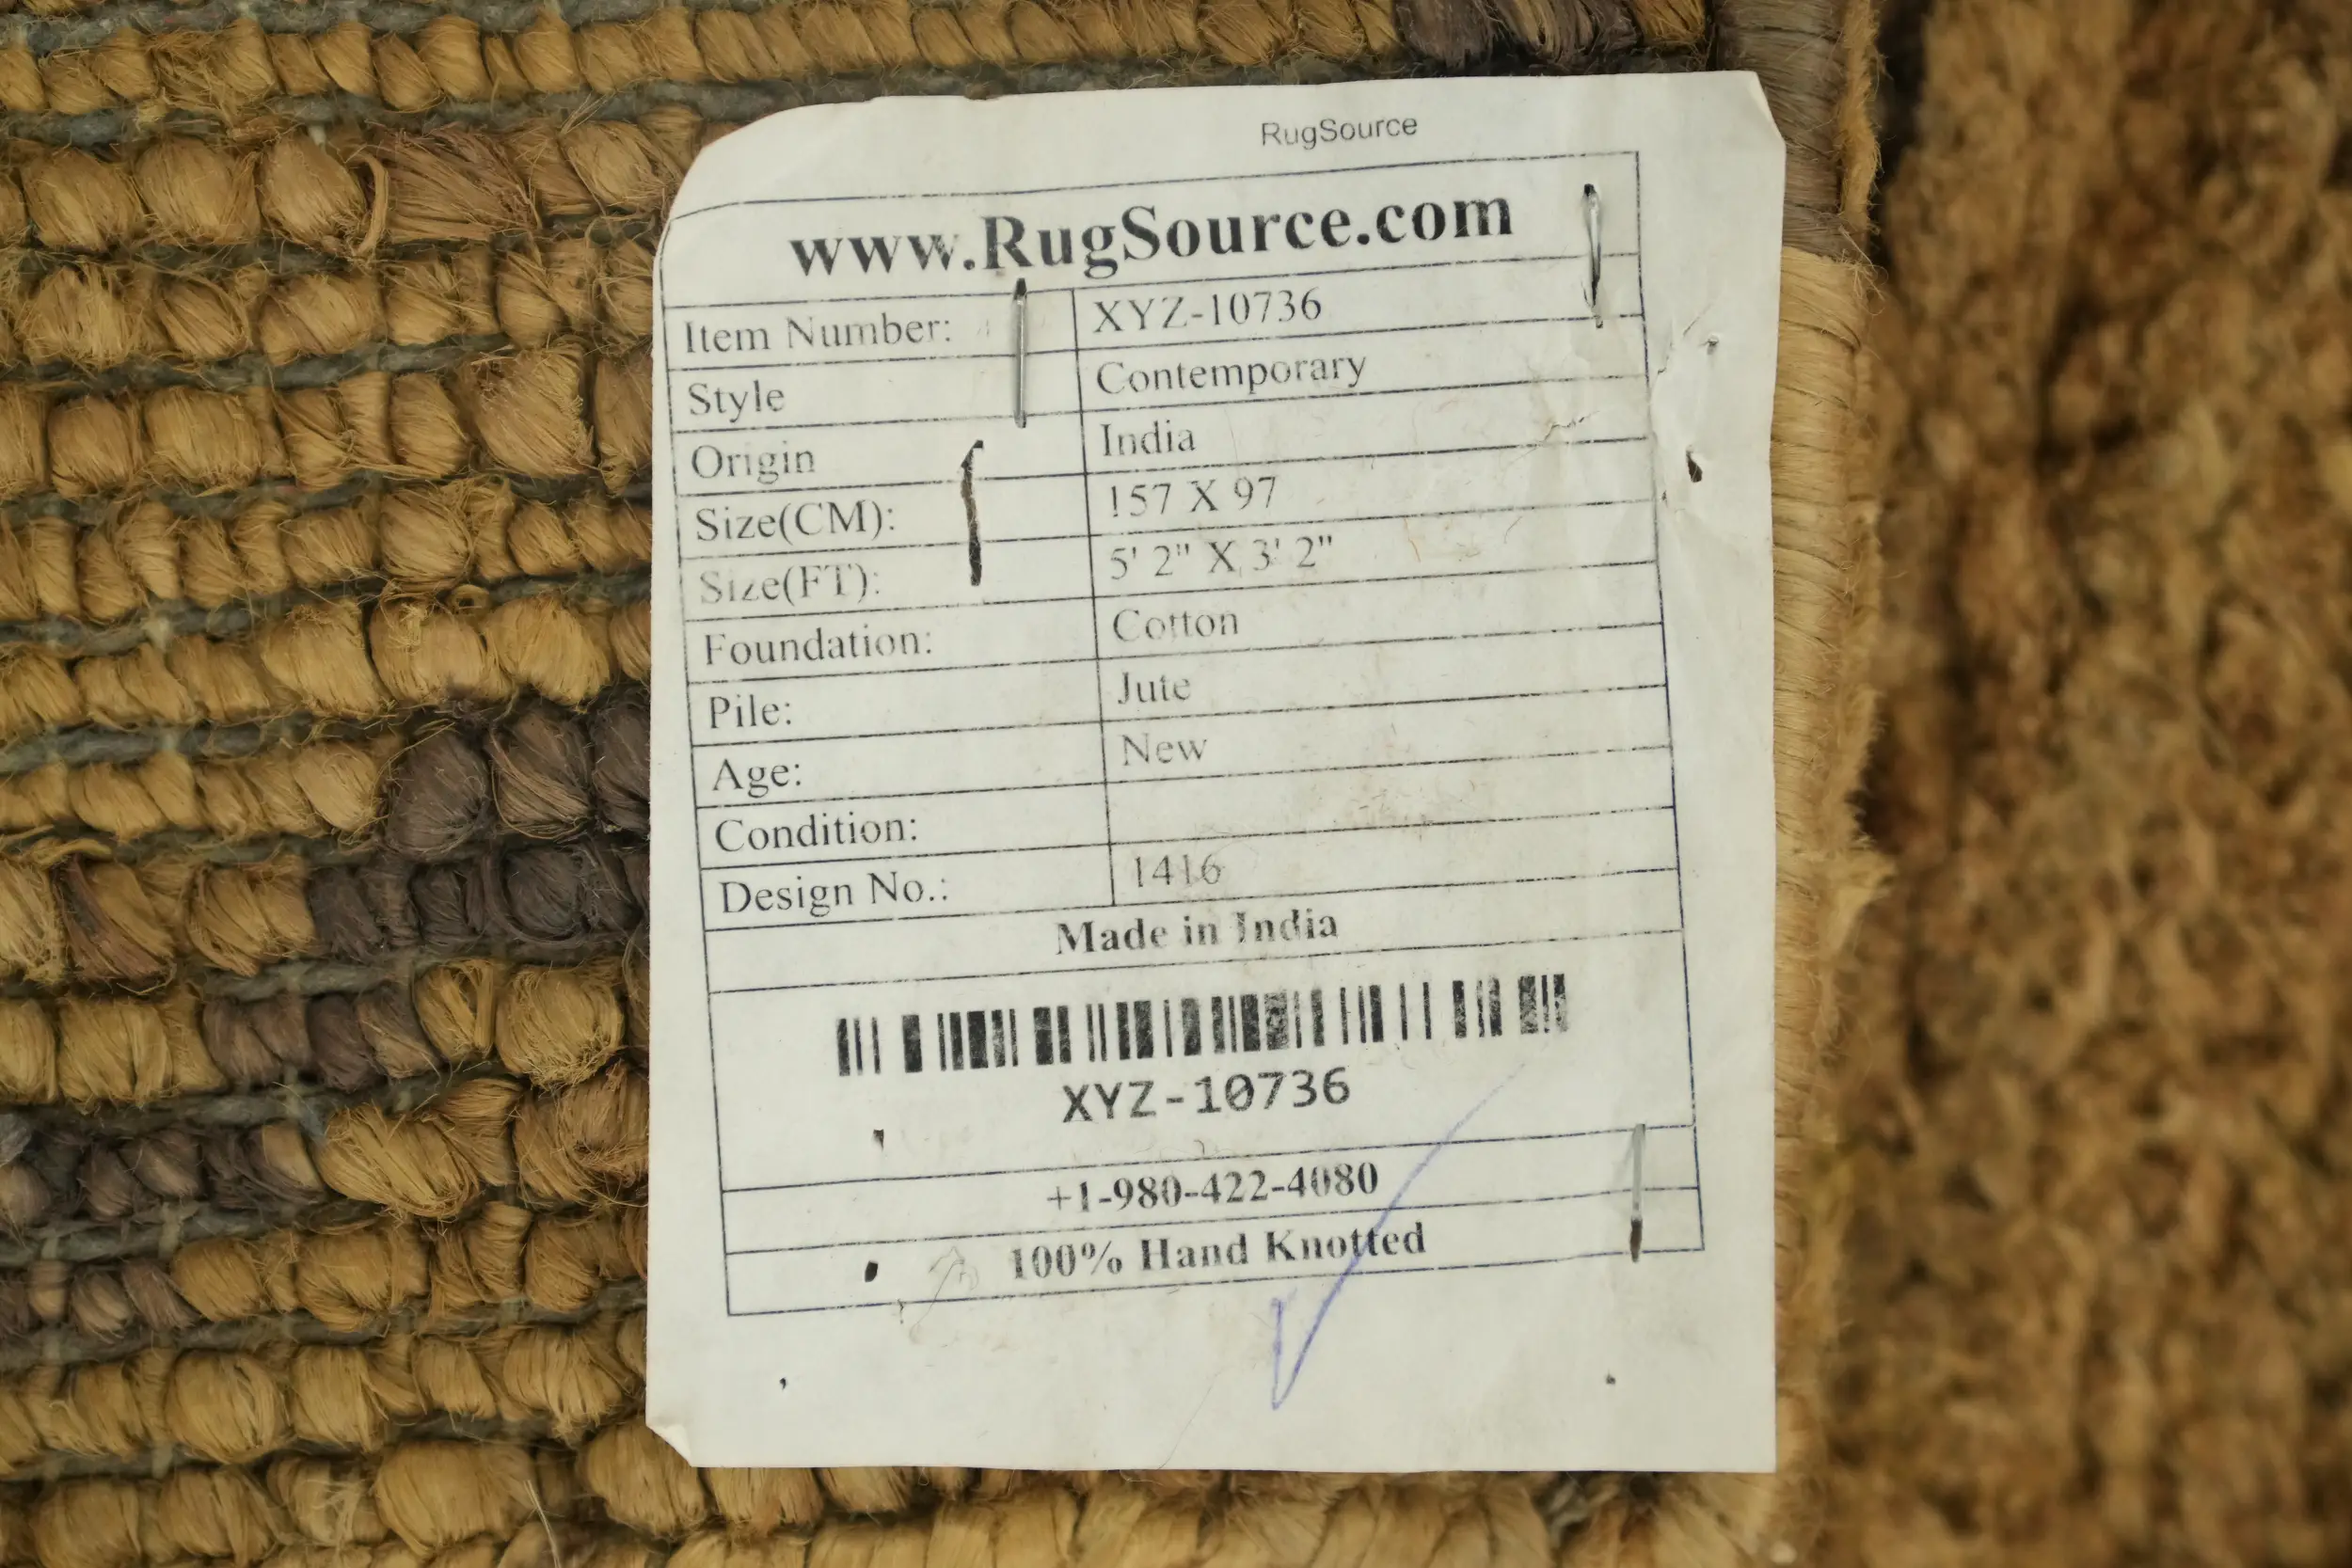 RugSource
www.RugSource.com
Item Number: XYZ-10736
Style Contemporary
Origin India
Size(CM): 157 X 97
Size(FT): 5' 2" X 3' 2"
Foundation: Cotton
Pile: Jute
Age: New
Condition:
Design No.: 1416
Made in India
XYZ-10736
+1-980-422-4080
100% Hand Knotted